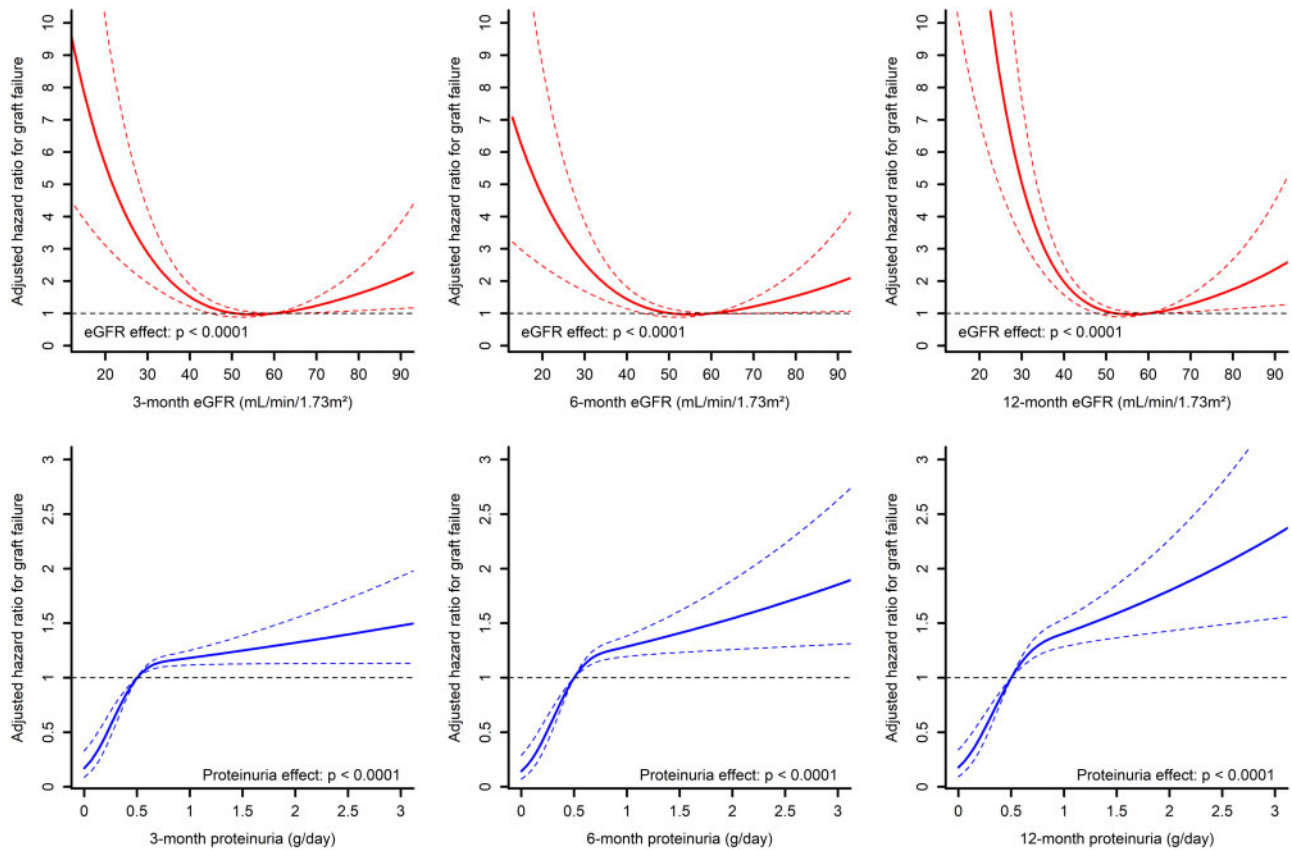 Adjusted hazard ratio for graft failure
10
9
8
7
6
5
4
3
2
1
0
eGFR effect: p < 0.0001
20 30 40 50 60 70 80 90
3-month eGFR (mL/min/1.73m²)
Adjusted hazard ratio for graft failure
10
9
8
7
6
5
4
3
2
1
0
eGFR effect: p < 0.0001
20 30 40 50 60 70 80 90
6-month eGFR (mL/min/1.73m²)
Adjusted hazard ratio for graft failure
10
9
8
7
6
5
4
3
2
1
0
eGFR effect: p < 0.0001
20 30 40 50 60 70 80 90
12-month eGFR (mL/min/1.73m²)
Adjusted hazard ratio for graft failure
3
2.5
2
1.5
1
0.5
0
Proteinuria effect: p < 0.0001
0 0.5 1 1.5 2 2.5 3
3-month proteinuria (g/day)
Adjusted hazard ratio for graft failure
3
2.5
2
1.5
1
0.5
0
Proteinuria effect: p < 0.0001
0 0.5 1 1.5 2 2.5 3
6-month proteinuria (g/day)
Adjusted hazard ratio for graft failure
3
2.5
2
1.5
1
0.5
0
Proteinuria effect: p < 0.0001
0 0.5 1 1.5 2 2.5 3
12-month proteinuria (g/day)